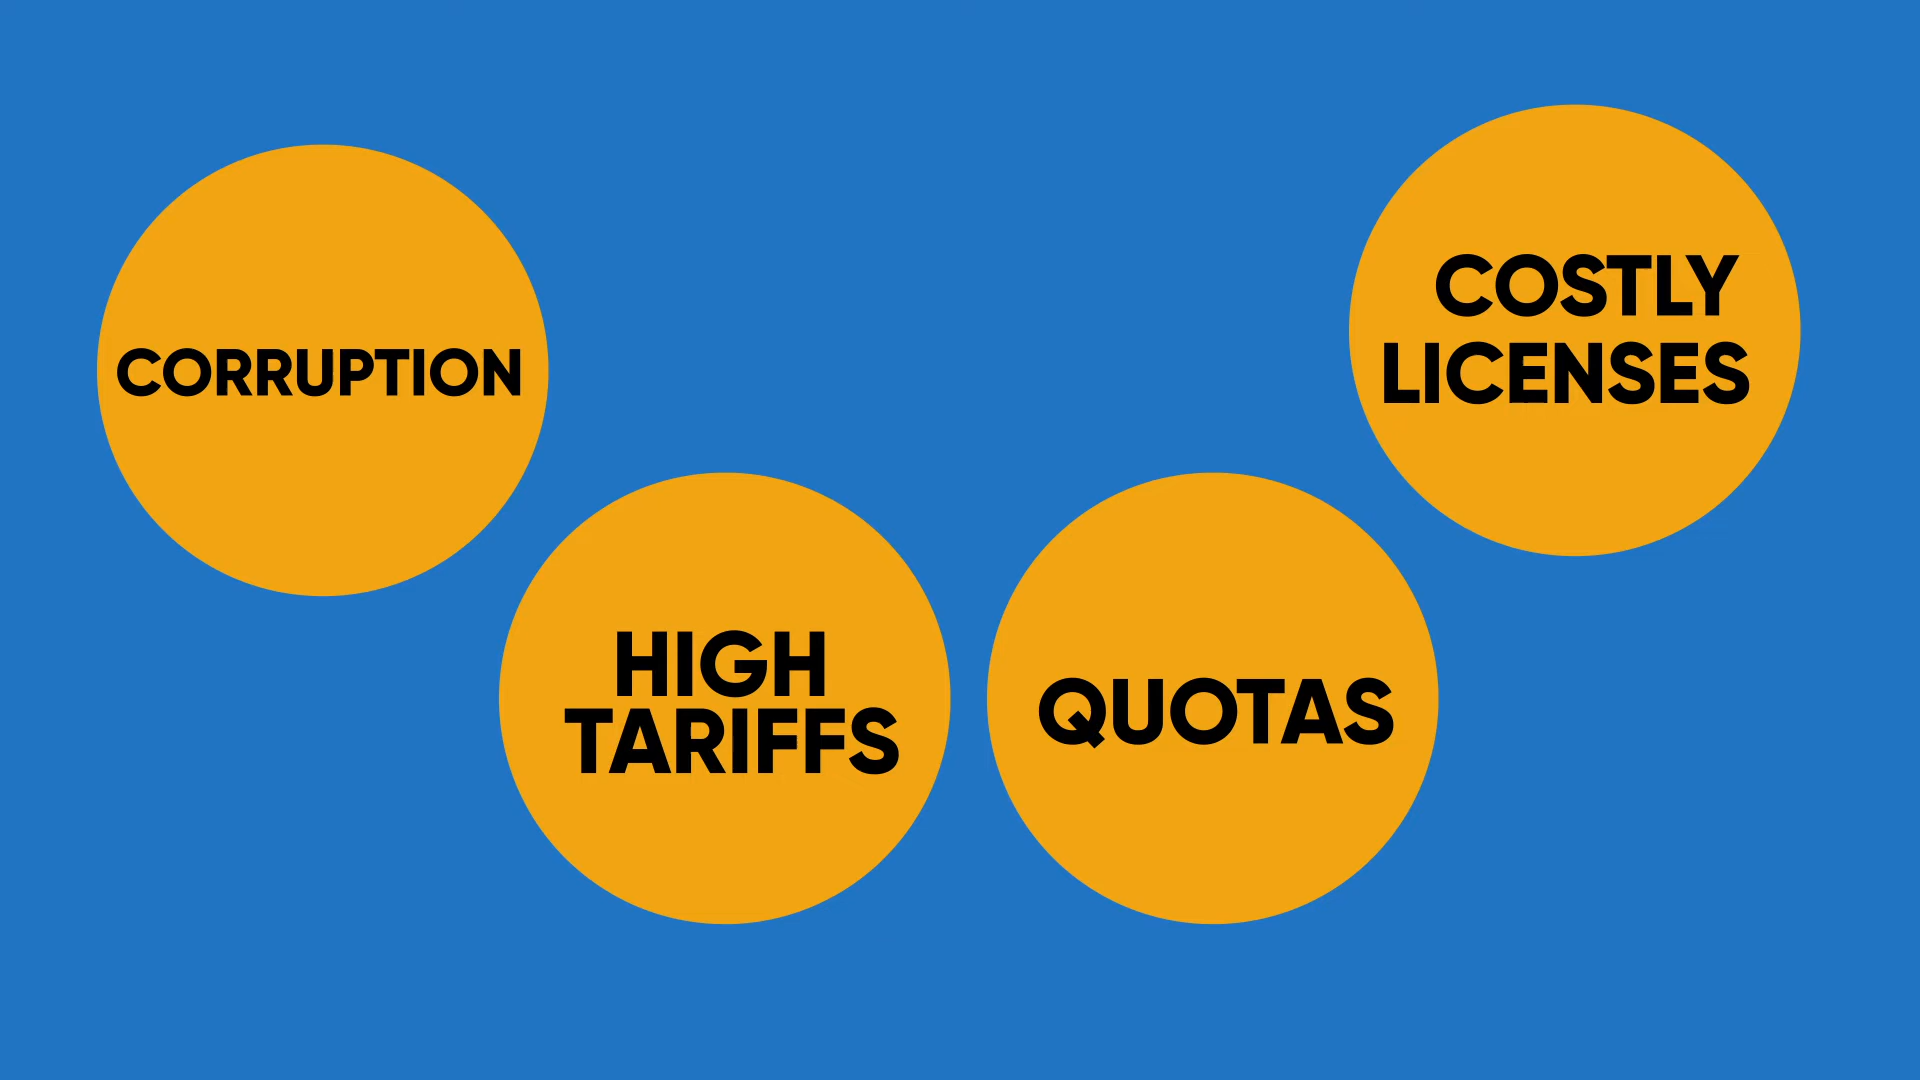 CORRUPTION
HIGH
TARIFFS
QUOTAS
COSTLY
LICENSES